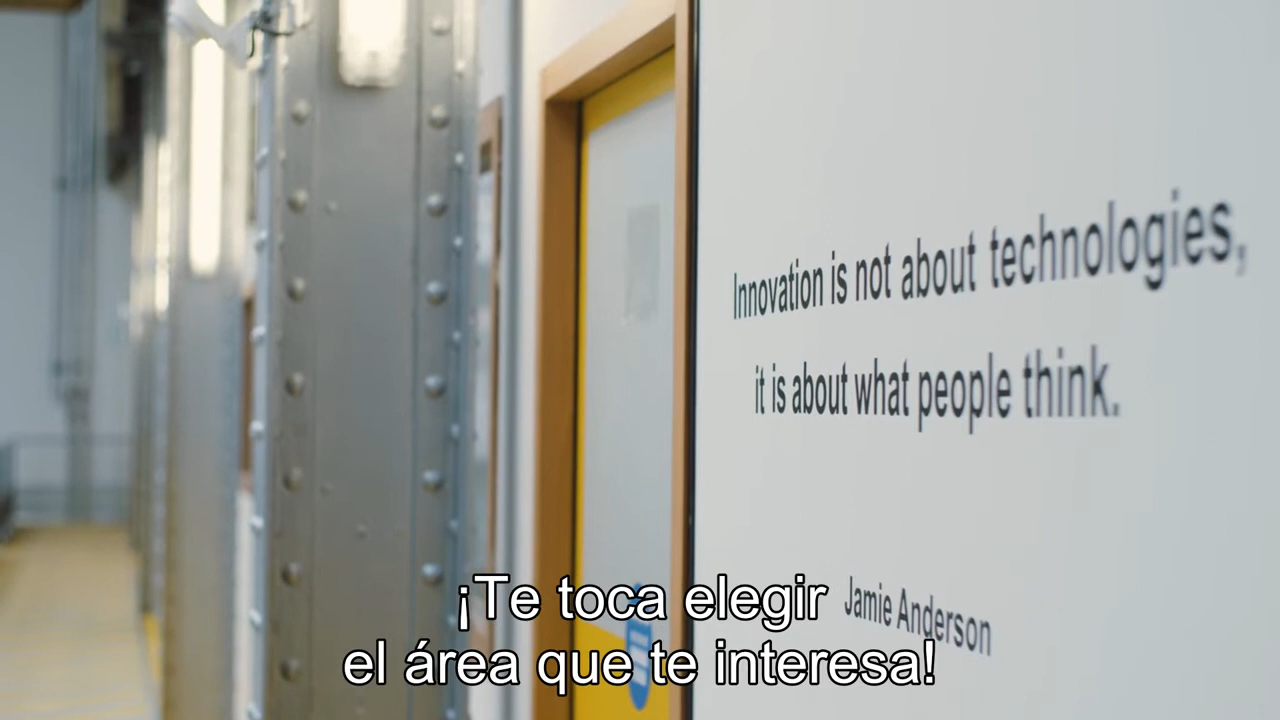 Innovation is not about technologies,
it is about what people think.
Jamie Anderson
¡Te toca elegir
el área que te interesa!